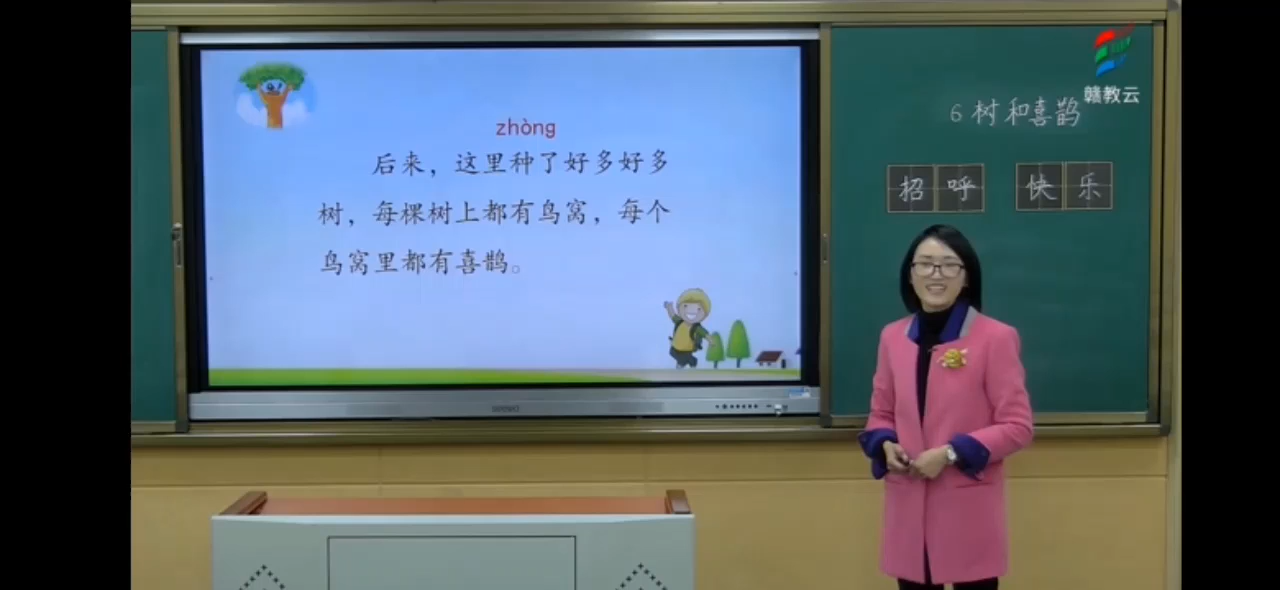 zhòng
后来，这里种了好多好多
树，每棵树上都有鸟窝，每个
鸟窝里都有喜鹊。
赣教云
6 树和喜鹊
招呼 快乐